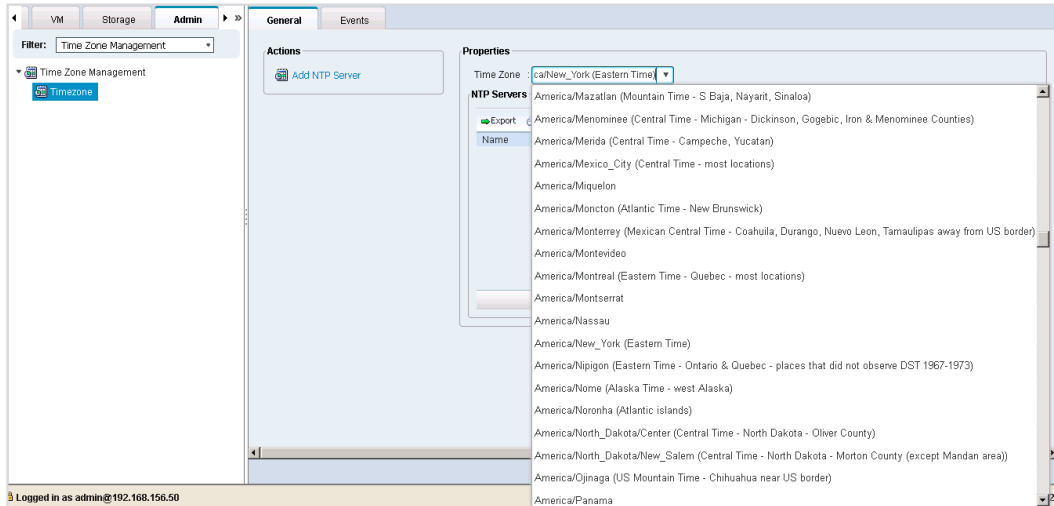 VM Storage Admin »
General Events
Filter: Time Zone Management
Time Zone Management
Timezone
Actions
Add NTP Server
Properties
Time Zone : ca/New_York (Eastern Time)
NTP Servers
Export
Name
America/Mazatlan (Mountain Time - S Baja, Nayarit, Sinaloa)
America/Menominee (Central Time - Michigan - Dickinson, Gogebic, Iron & Menominee Counties)
America/Merida (Central Time - Campeche, Yucatan)
America/Mexico_City (Central Time - most locations)
America/Miquelon
America/Moncton (Atlantic Time - New Brunswick)
America/Monterrey (Mexican Central Time - Coahuila, Durango, Nuevo Leon, Tamaulipas away from US border)
America/Montevideo
America/Montreal (Eastern Time - Quebec - most locations)
America/Montserrat
America/Nassau
America/New_York (Eastern Time)
America/Nipigon (Eastern Time - Ontario & Quebec - places that did not observe DST 1967-1973)
America/Nome (Alaska Time - west Alaska)
America/Noronha (Atlantic islands)
America/North_Dakota/Center (Central Time - North Dakota - Oliver County)
America/North_Dakota/New_Salem (Central Time - North Dakota - Morton County (except Mandan area))
America/Ojinaga (US Mountain Time - Chihuahua near US border)
America/Panama
Logged in as admin@192.168.156.50